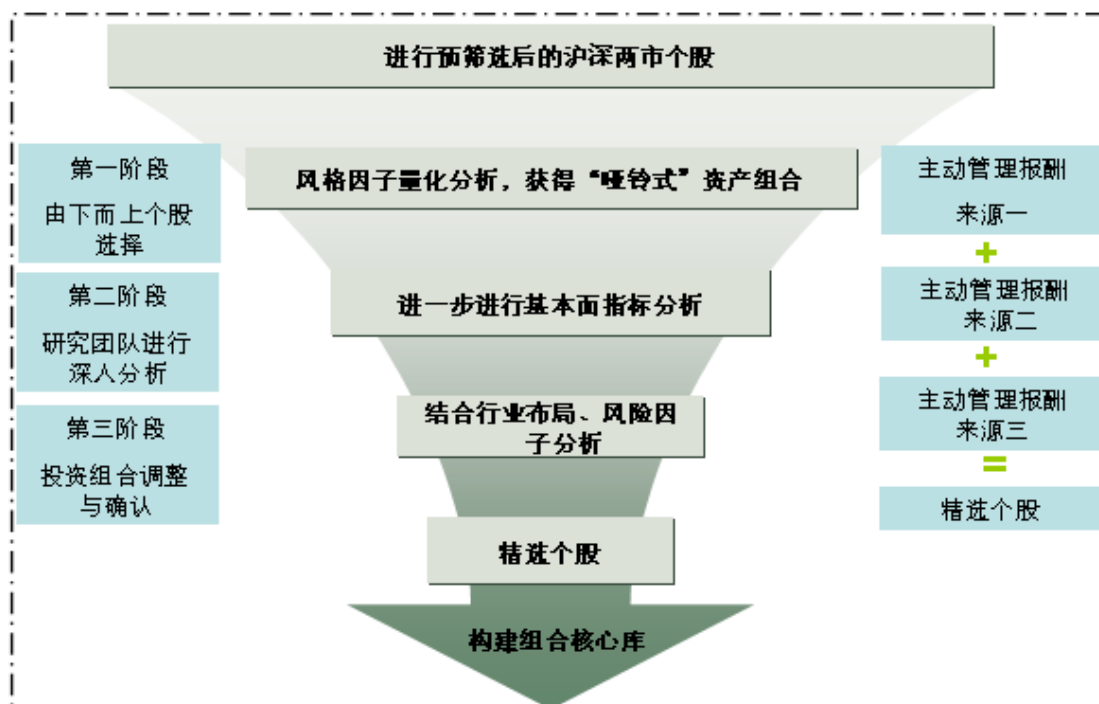 进行预筛选后的沪深两市个股
第一阶段
由下而上个股
选择
风格因子量化分析，获得“哑铃式”资产组合
主动管理报酬
来源一
+
第二阶段
研究团队进行
深入分析
进一步进行基本面指标分析
主动管理报酬
来源二
+
第三阶段
投资组合调整
与确认
结合行业布局、风险因
子分析
主动管理报酬
来源三
=
精选个股
精选个股
构建组合核心库